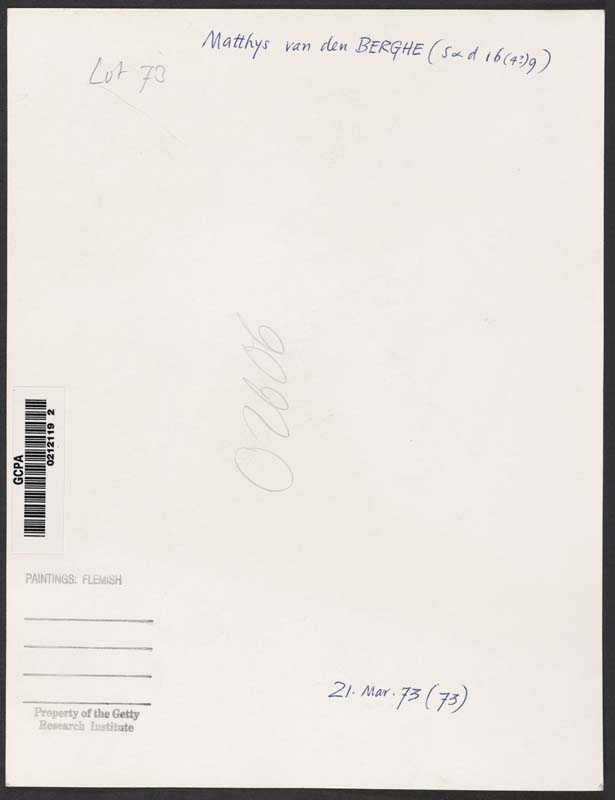 Matthys van den BERGHE (S & d 16(4?)9)
Lot 73
02606
GCPA
0212119 2
PAINTINGS: FLEMISH
21. Mar. 73 (73)
Property of the Getty
Research Institute